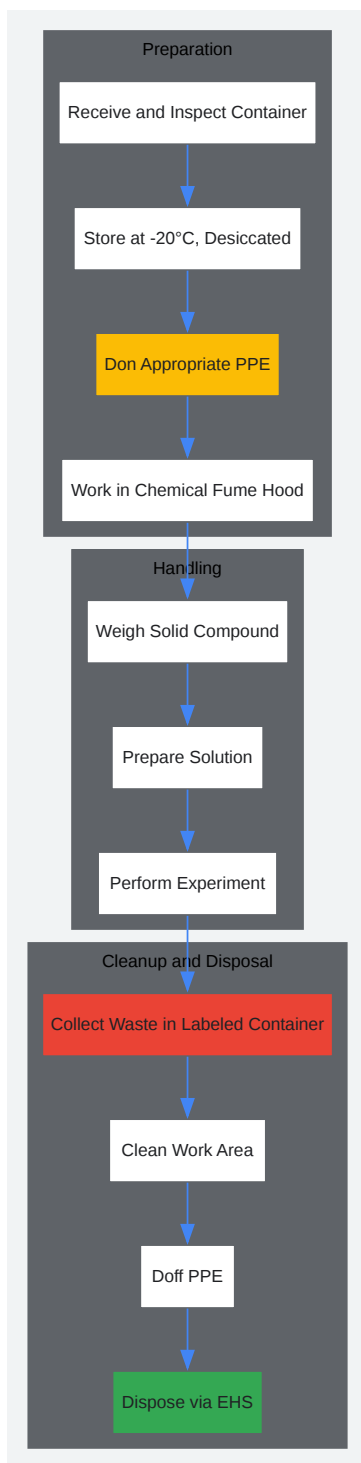 Preparation
Receive and Inspect Container
Store at -20°C, Desiccated
Don Appropriate PPE
Work in Chemical Fume Hood
Handling
Weigh Solid Compound
Prepare Solution
Perform Experiment
Cleanup and Disposal
Collect Waste in Labeled Container
Clean Work Area
Doff PPE
Dispose via EHS